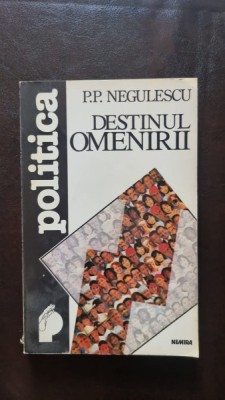 politica
P.P. NEGULESCU
DESTINUL
OMENIRII
NEMIRA